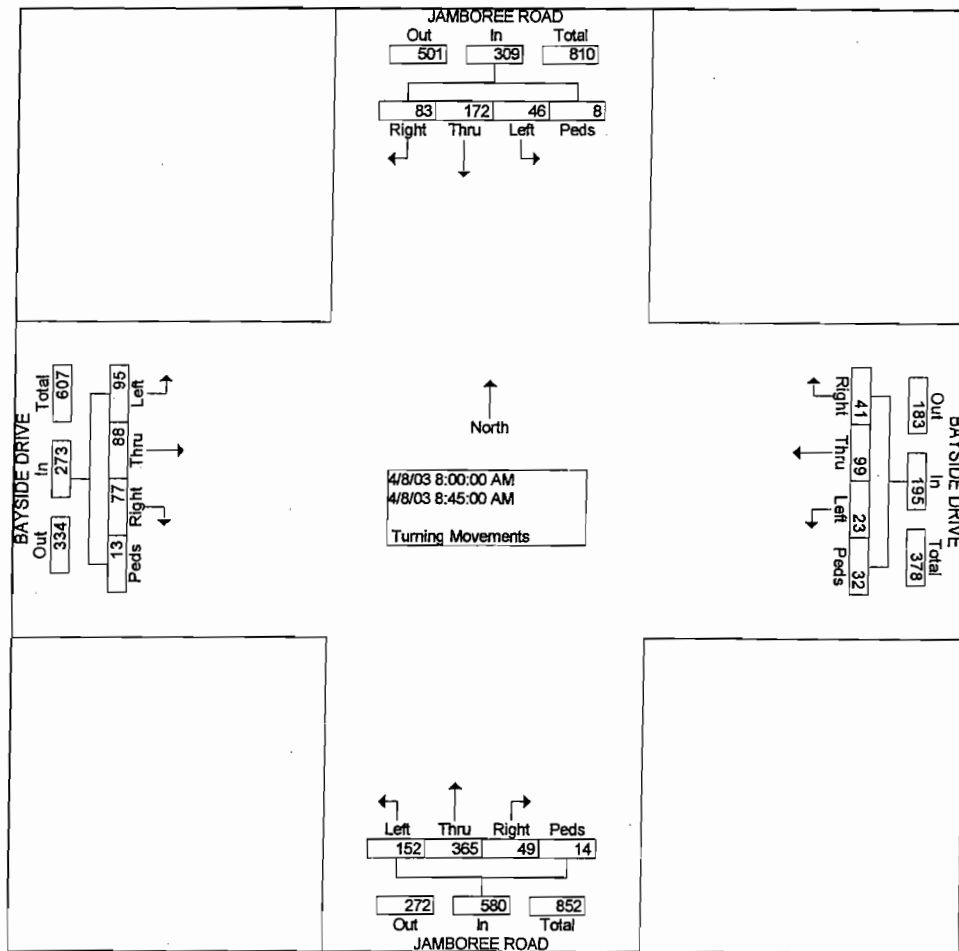 JAMBOREE ROAD
Out In Total
501 309 810
83 172 46 8
Right Thru Left Peds
BAYSIDE DRIVE
Out In Total
334 273 607
95 88 77 13
Left Thru Right Peds
North
4/8/03 8:00:00 AM
4/8/03 8:45:00 AM
Turning Movements
Right Thru Left Peds
41 99 23 32
Out In Total
183 195 378
BAYSIDE DRIVE
Left Thru Right Peds
152 365 49 14
272 580 852
Out In Total
JAMBOREE ROAD